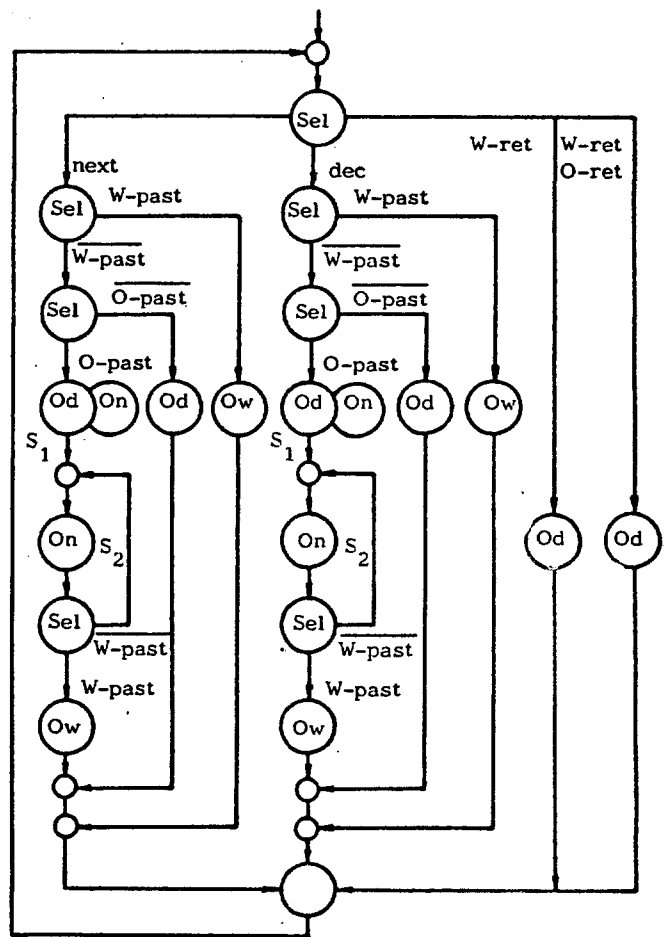 Sel
W-ret
W-ret
O-ret
next
dec
Sel
W-past
Sel
W-past
W-past
W-past
Sel
O-past
Sel
O-past
O-past
O-past
Od
On
Od
Ow
Od
On
Od
Ow
S1
S1
On
S2
On
S2
Od
Od
Sel
Sel
W-past
W-past
W-past
W-past
Ow
Ow